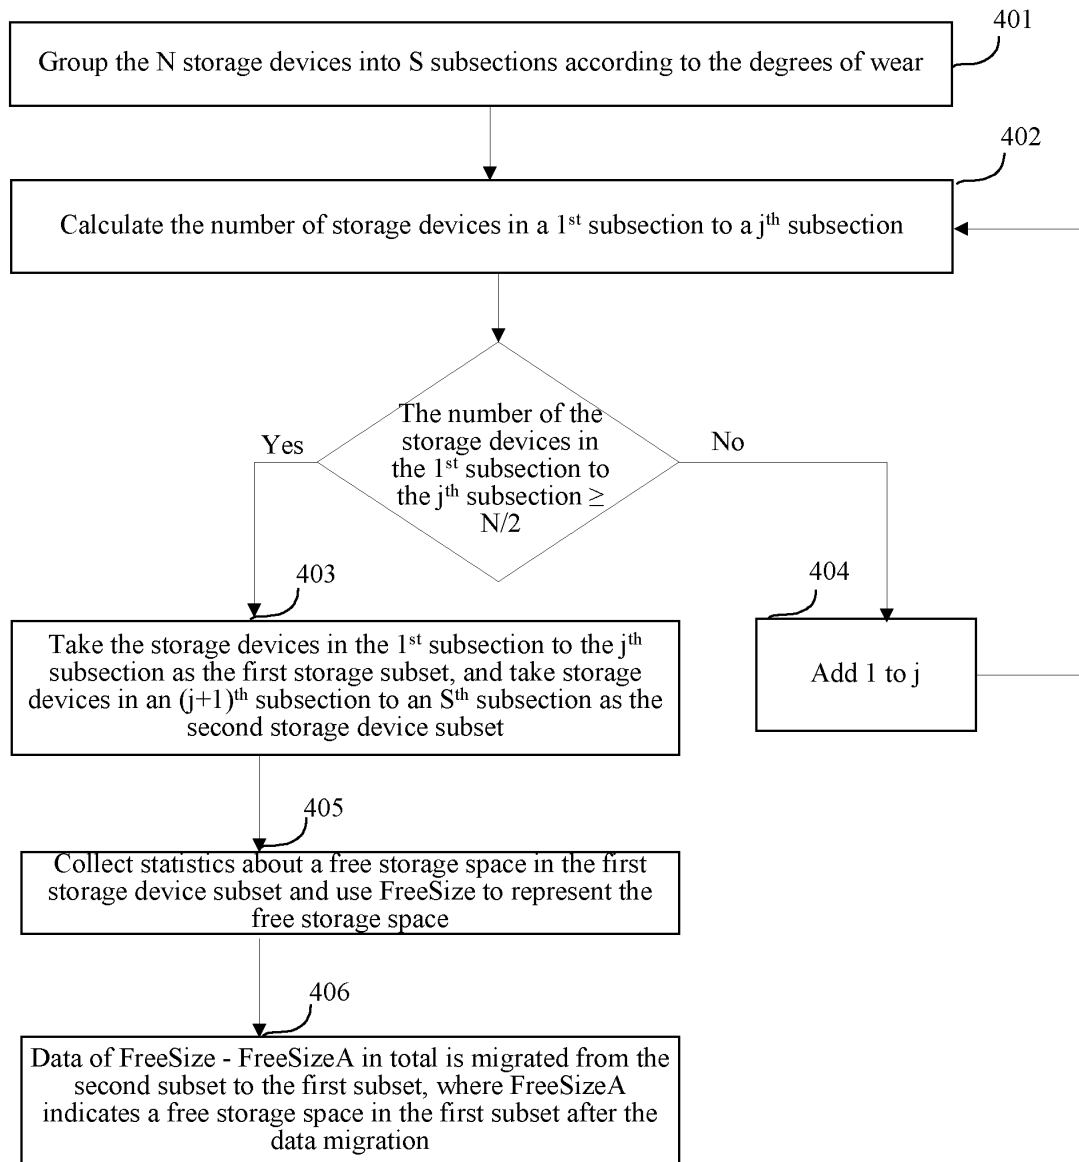 401
Group the N storage devices into S subsections according to the degrees of wear
402
Calculate the number of storage devices in a 1st subsection to a jth subsection
The number of the
storage devices in
the 1st subsection to
the jth subsection ≥
N/2
Yes
No
403
Take the storage devices in the 1st subsection to the jth
subsection as the first storage subset, and take storage
devices in an (j+1)th subsection to an Sth subsection as the
second storage device subset
404
Add 1 to j
405
Collect statistics about a free storage space in the first
storage device subset and use FreeSize to represent the
free storage space
406
Data of FreeSize - FreeSizeA in total is migrated from the
second subset to the first subset, where FreeSizeA
indicates a free storage space in the first subset after the
data migration